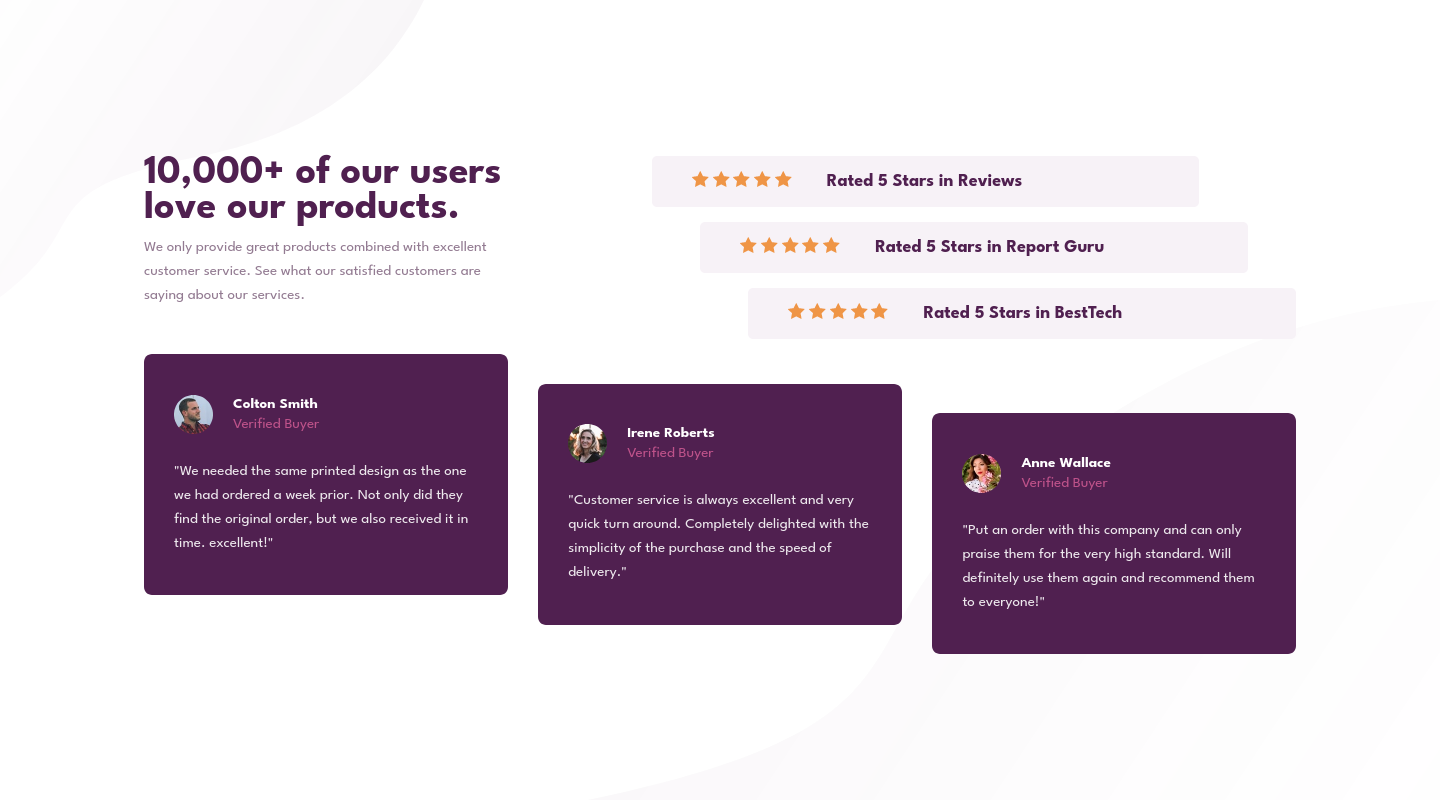 10,000+ of our users
love our products.
We only provide great products combined with excellent
customer service. See what our satisfied customers are
saying about our services.
Rated 5 Stars in Reviews
Rated 5 Stars in Report Guru
Rated 5 Stars in BestTech
Colton Smith
Verified Buyer
"We needed the same printed design as the one
we had ordered a week prior. Not only did they
find the original order, but we also received it in
time. excellent!"
Irene Roberts
Verified Buyer
"Customer service is always excellent and very
quick turn around. Completely delighted with the
simplicity of the purchase and the speed of
delivery."
Anne Wallace
Verified Buyer
"Put an order with this company and can only
praise them for the very high standard. Will
definitely use them again and recommend them
to everyone!"